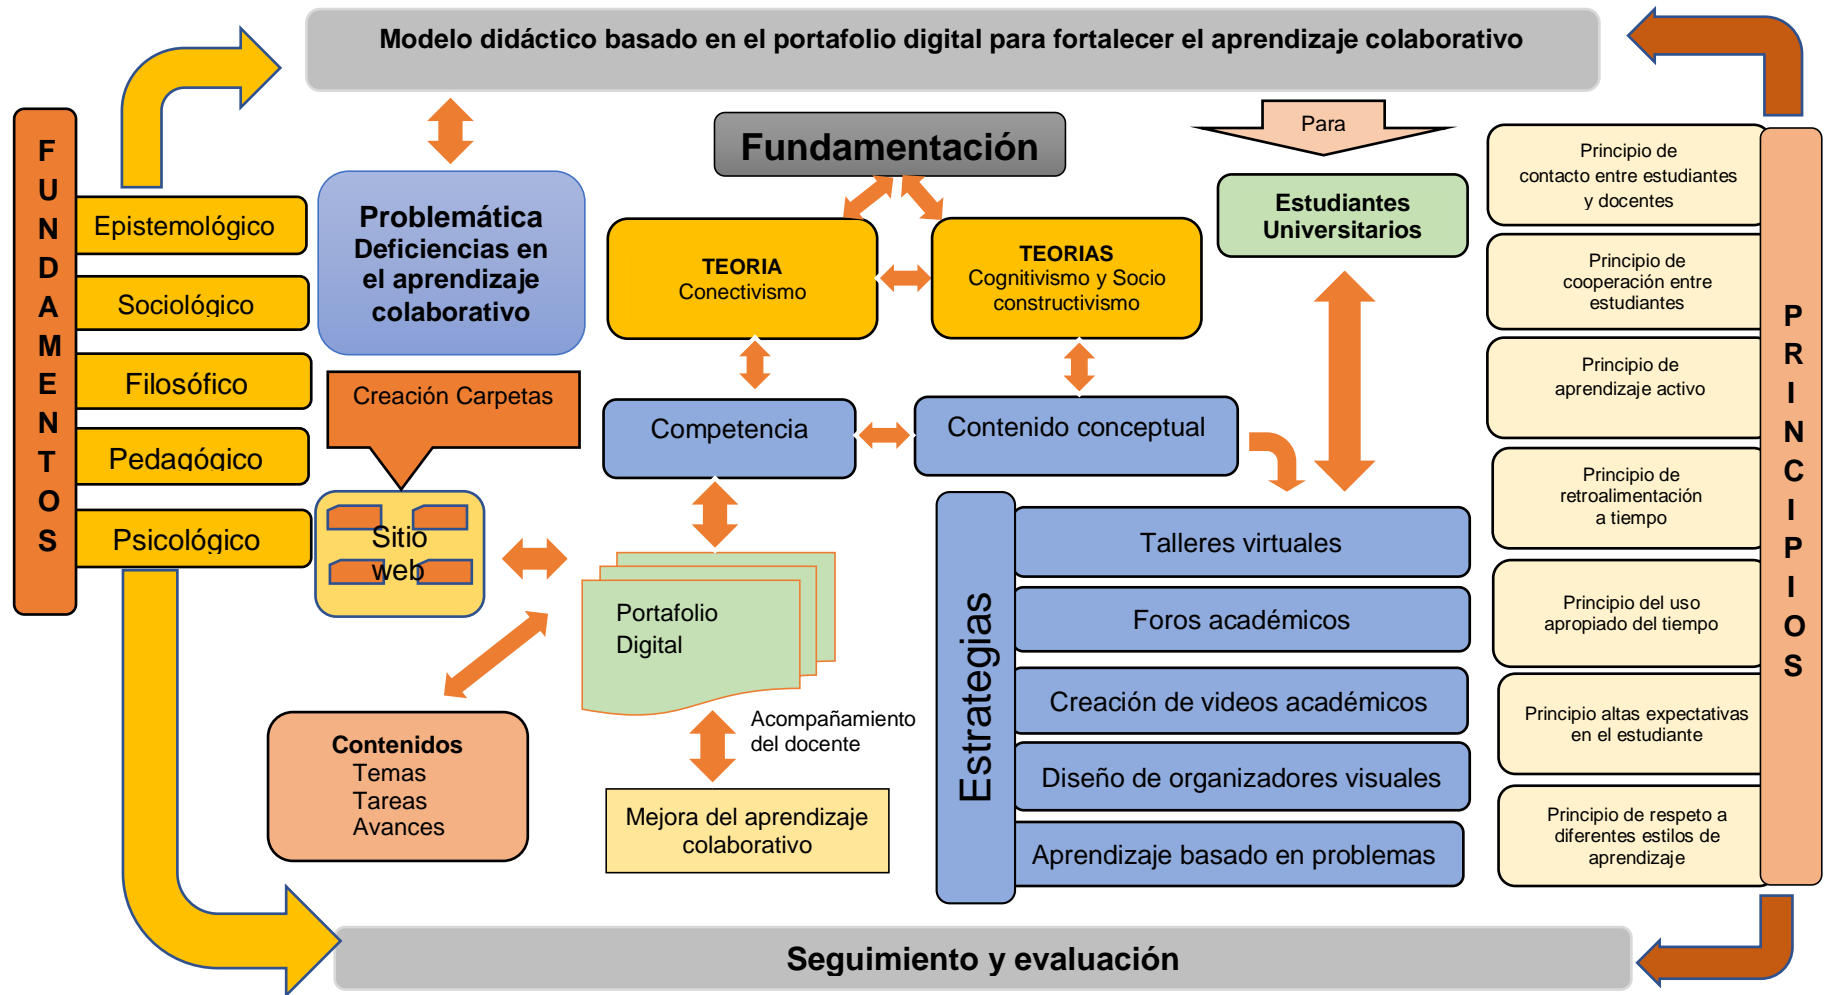 Modelo didáctico basado en el portafolio digital para fortalecer el aprendizaje colaborativo
FUNDAMENTOS
Epistemológico
Sociológico
Filosófico
Pedagógico
Psicológico
Problemática
Deficiencias en
el aprendizaje
colaborativo
Creación Carpetas
Sitio
web
Contenidos
Temas
Tareas
Avances
Fundamentación
TEORIA
Conectivismo
TEORIAS
Cognitivismo y Socio
constructivismo
Competencia
Contenido conceptual
Portafolio
Digital
Acompañamiento
del docente
Mejora del aprendizaje
colaborativo
Para
Estudiantes
Universitarios
Estrategias
Talleres virtuales
Foros académicos
Creación de videos académicos
Diseño de organizadores visuales
Aprendizaje basado en problemas
Principio de
contacto entre estudiantes
y docentes
Principio de
cooperación entre
estudiantes
Principio de
aprendizaje activo
Principio de
retroalimentación
a tiempo
Principio del uso
apropiado del tiempo
Principio altas expectativas
en el estudiante
Principio de respeto a
diferentes estilos de
aprendizaje
PRINCIPIOS
Seguimiento y evaluación